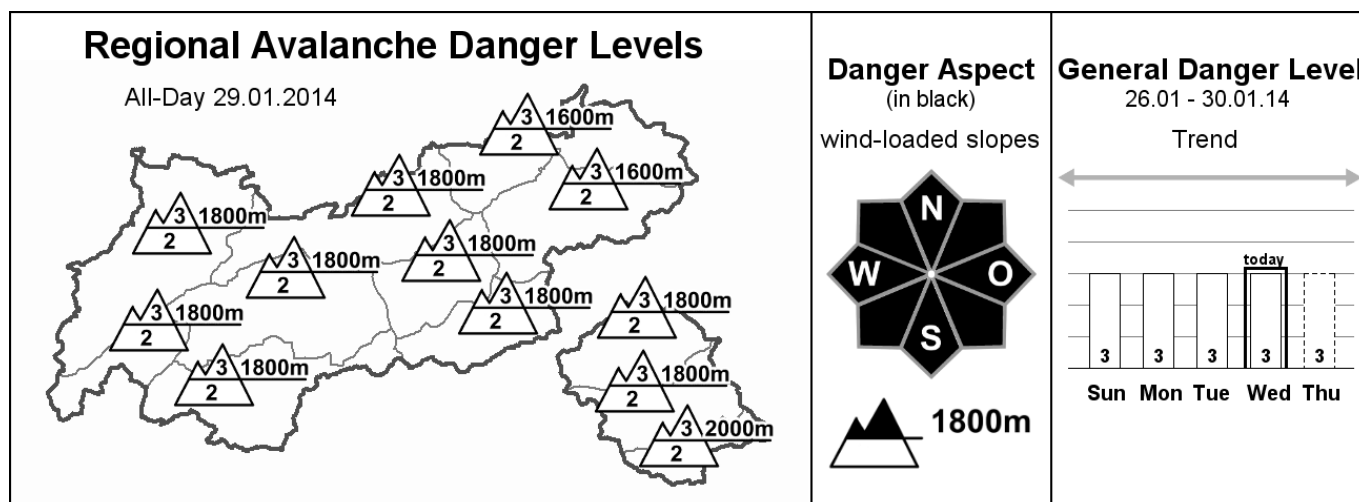 Regional Avalanche Danger Levels
All-Day 29.01.2014
3 1600m
2
3 1600m
2
3 1800m
2
3 1800m
2
3 1800m
2
3 1800m
2
3 1800m
2
3 1800m
2
3 1800m
2
3 1800m
2
3 1800m
2
3 2000m
2
Danger Aspect
(in black)
wind-loaded slopes
N
W O
S
1800m
General Danger Level
26.01 - 30.01.14
Trend
today
3 3 3 3 3
Sun Mon Tue Wed Thu